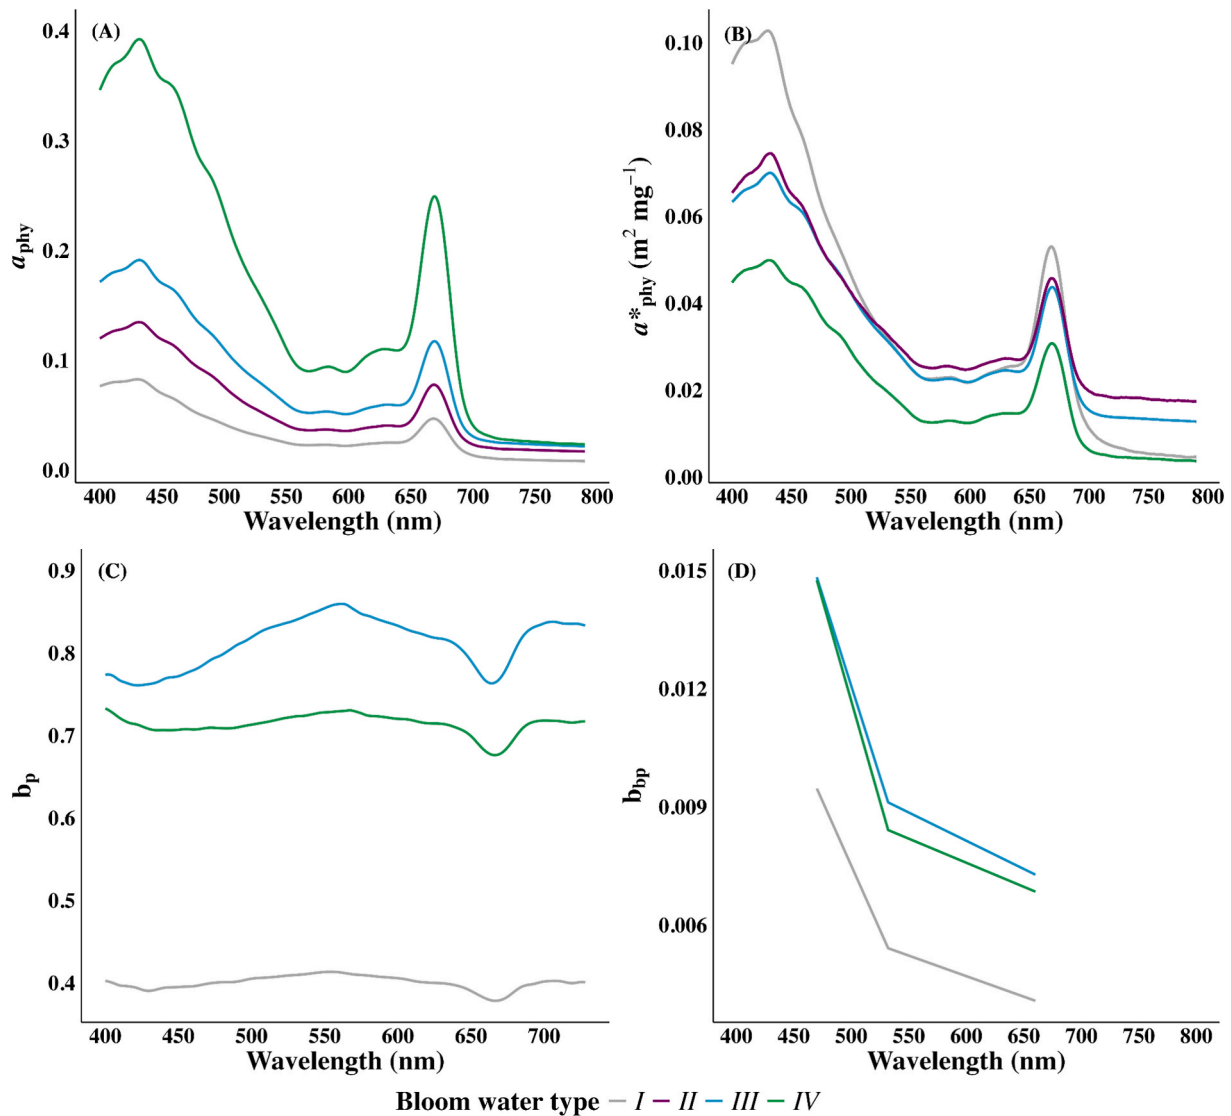 (A)
0.4
0.3
0.2
0.1
0.0
a_phy
400 450 500 550 600 650 700 750 800
Wavelength (nm)
(B)
0.10
0.08
0.06
0.04
0.02
0.00
a*_phy (m² mg⁻¹)
400 450 500 550 600 650 700 750 800
Wavelength (nm)
(C)
0.9
0.8
0.7
0.6
0.5
0.4
b_p
400 450 500 550 600 650 700
Wavelength (nm)
(D)
0.015
0.012
0.009
0.006
b_bp
400 450 500 550 600 650 700 750 800
Wavelength (nm)
Bloom water type I II III IV